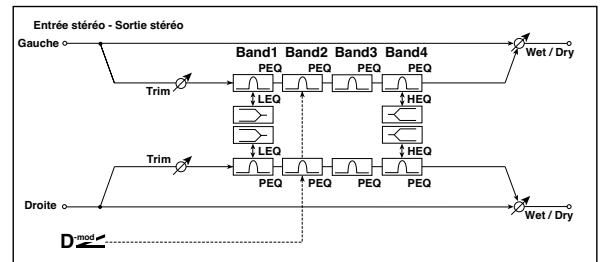 Entrée stéréo - Sortie stéréo
Gauche
Band1 Band2 Band3 Band4
Wet / Dry
PEQ PEQ PEQ PEQ
Trim
LEQ HEQ
LEQ HEQ
Trim
PEQ PEQ PEQ PEQ
Droite
Wet / Dry
D-mod